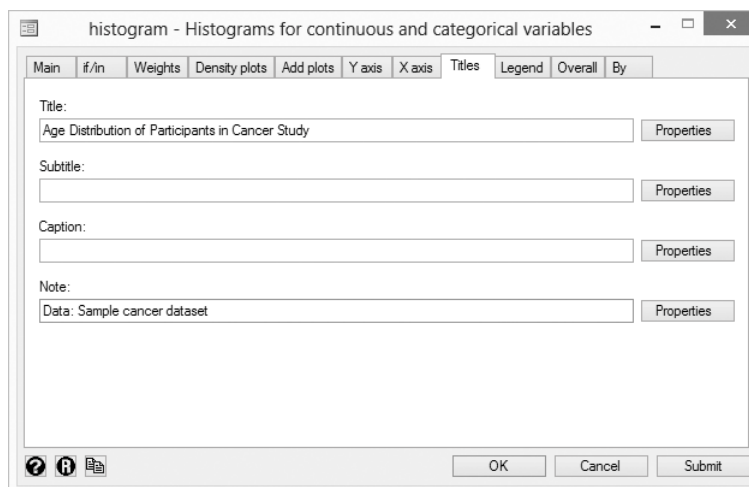 histogram - Histograms for continuous and categorical variables
Main if/in Weights Density plots Add plots Y axis X axis Titles Legend Overall By
Title:
Age Distribution of Participants in Cancer Study Properties
Subtitle:
Properties
Caption:
Properties
Note:
Data: Sample cancer dataset Properties
? R OK Cancel Submit